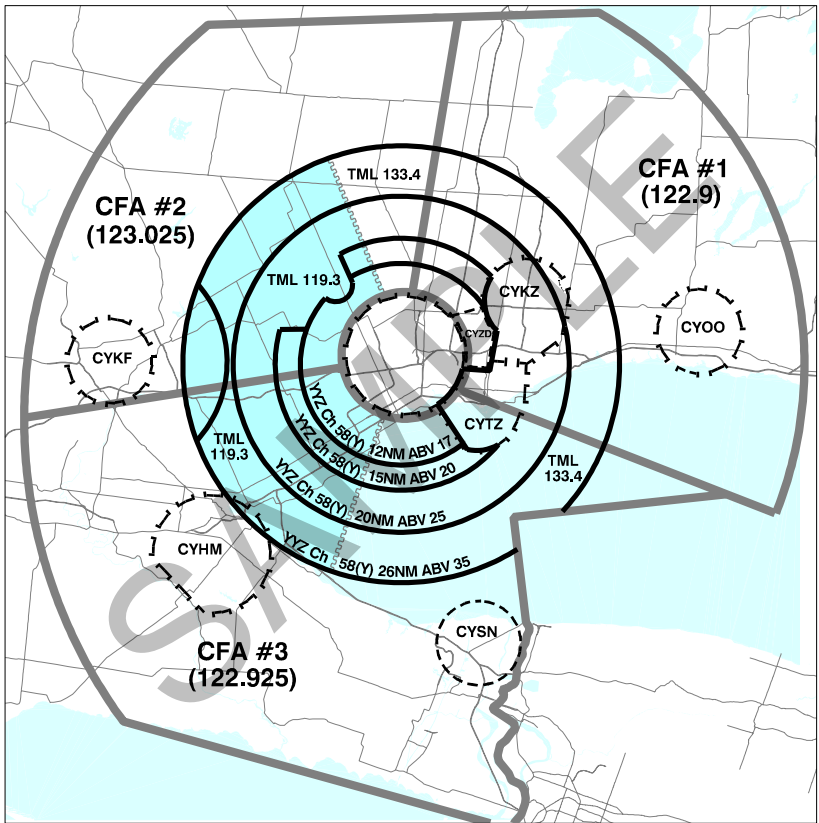 TML 133.4
CFA #1
(122.9)
CFA #2
(123.025)
TML 119.3
CYKZ
CYOO
CYZD
CYKF
CYTZ
YYZ Ch 58(Y) 12NM ABV 17
TML
119.3
YYZ Ch 58(Y) 15NM ABV 20
TML
133.4
YYZ Ch 58(Y) 20NM ABV 25
CYHM
YYZ Ch 58(Y) 26NM ABV 35
CYSN
CFA #3
(122.925)
SAMPLE